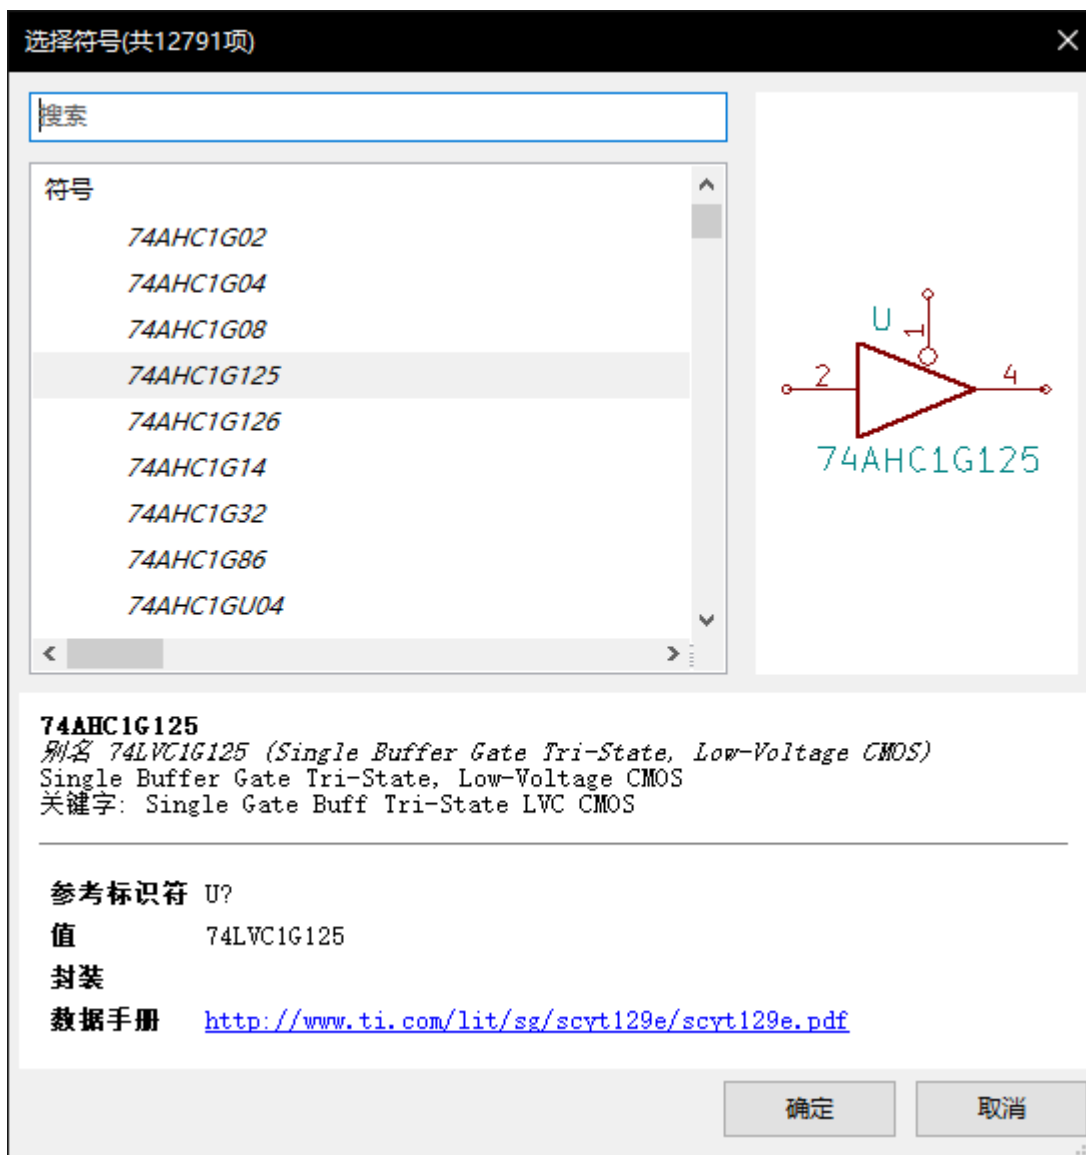 选择符号(共12791项)
搜索
符号
74AHC1G02
74AHC1G04
74AHC1G08
74AHC1G125
74AHC1G126
74AHC1G14
74AHC1G32
74AHC1G86
74AHC1GU04
U
1
2
4
74AHC1G125
74AHC1G125
别名 74LVC1G125 (Single Buffer Gate Tri-State, Low-Voltage CMOS)
Single Buffer Gate Tri-State, Low-Voltage CMOS
关键字: Single Gate Buff Tri-State LVC CMOS
参考标识符 U?
值 74LVC1G125
封装
数据手册 http://www.ti.com/lit/sg/scyt129e/scyt129e.pdf
确定 取消